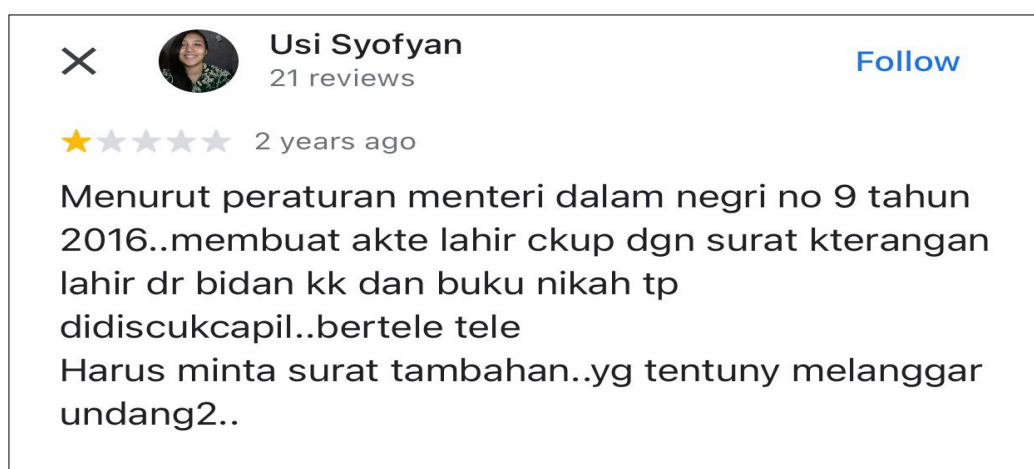 Usi Syofyan
21 reviews
Follow
2 years ago
Menurut peraturan menteri dalam negri no 9 tahun
2016..membuat akte lahir ckup dgn surat kterangan
lahir dr bidan kk dan buku nikah tp
didiscukcapil..bertele tele
Harus minta surat tambahan..yg tentuny melanggar
undang2..